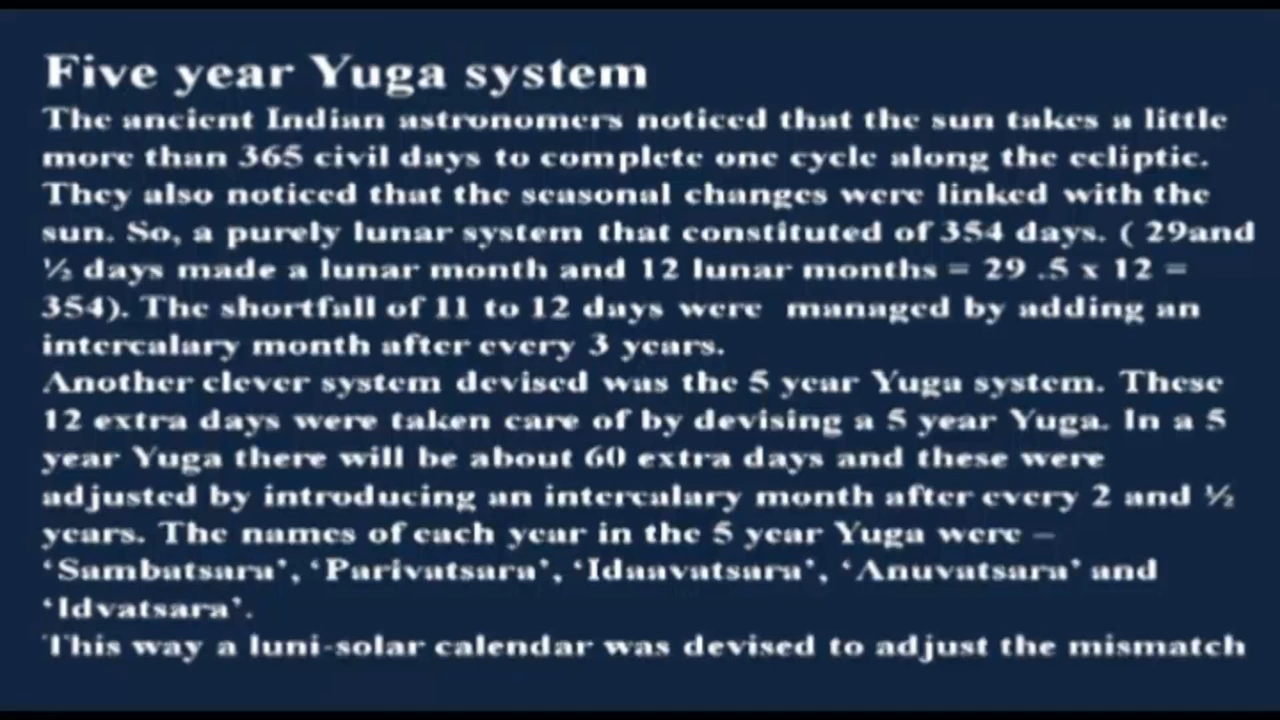 Five year Yuga system
The ancient Indian astronomers noticed that the sun takes a little
more than 365 civil days to complete one cycle along the ecliptic.
They also noticed that the seasonal changes were linked with the
sun. So, a purely lunar system that constituted of 354 days. ( 29and
½ days made a lunar month and 12 lunar months = 29 .5 x 12 =
354). The shortfall of 11 to 12 days were  managed by adding an
intercalary month after every 3 years.
Another clever system devised was the 5 year Yuga system. These
12 extra days were taken care of by devising a 5 year Yuga. In a 5
year Yuga there will be about 60 extra days and these were
adjusted by introducing an intercalary month after every 2 and ½
years. The names of each year in the 5 year Yuga were –
‘Sambatsara’, ‘Parivatsara’, ‘Idaavatsara’, ‘Anuvatsara’ and
‘Idvatsara’.
This way a luni-solar calendar was devised to adjust the mismatch